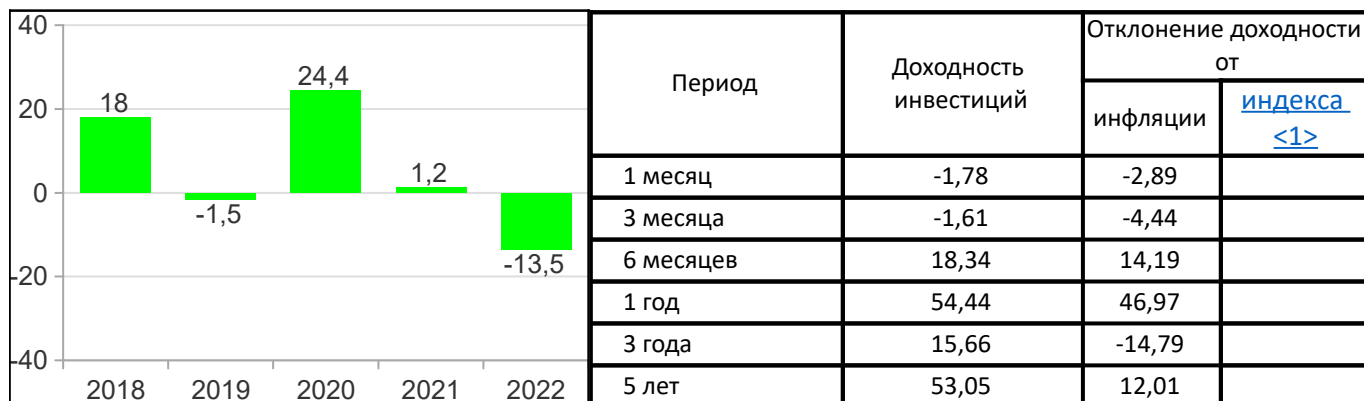 40
20
0
-20
-40
18
-1,5
24,4
1,2
-13,5
2018 2019 2020 2021 2022
Период
Доходность
инвестиций
Отклонение доходности
от
инфляции
индекса
<1>
1 месяц -1,78 -2,89
3 месяца -1,61 -4,44
6 месяцев 18,34 14,19
1 год 54,44 46,97
3 года 15,66 -14,79
5 лет 53,05 12,01